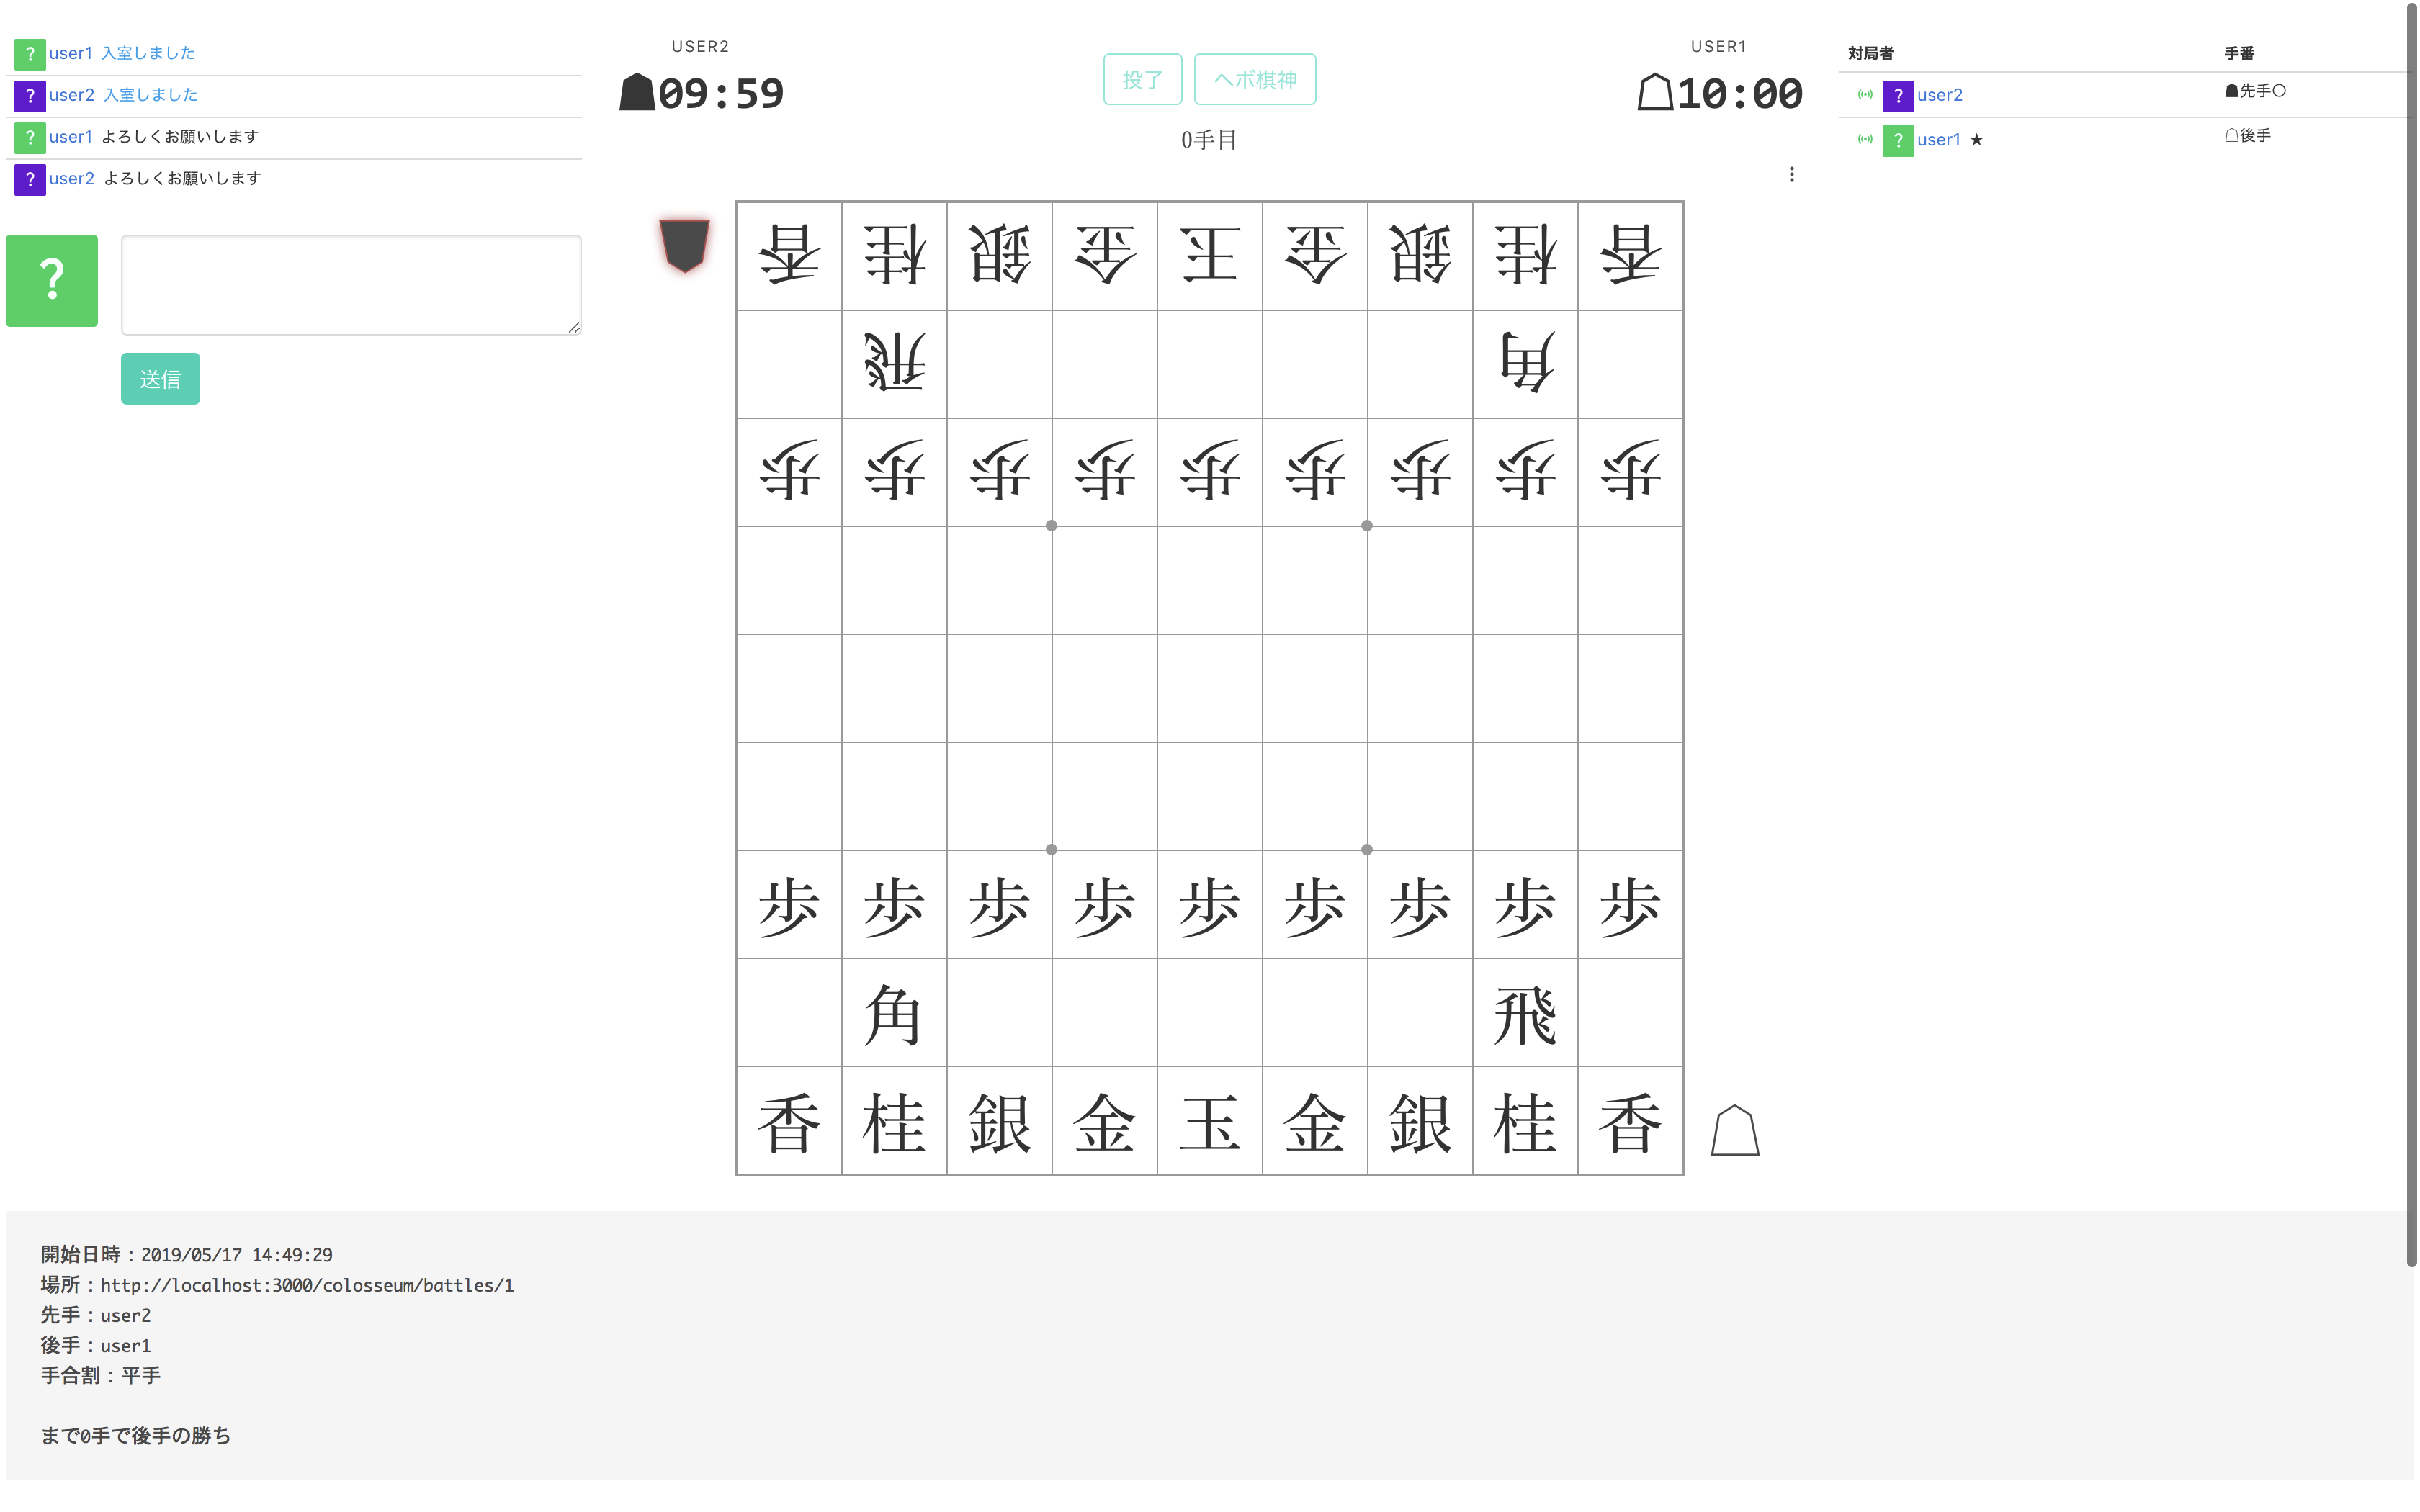 ? user1 入室しました
? user2 入室しました
? user1 よろしくお願いします
? user2 よろしくお願いします
?
送信
USER2
09:59
投了 ヘボ棋神
0手目
USER1
10:00
対局者 手番
? user2 ☗先手〇
? user1 ★ ☖後手
香桂銀金王金銀桂香
飛角
歩歩歩歩歩歩歩歩歩
歩歩歩歩歩歩歩歩歩
角飛
香桂銀金玉金銀桂香
開始日時：2019/05/17 14:49:29
場所：http://localhost:3000/colosseum/battles/1
先手：user2
後手：user1
手合割：平手
まで0手で後手の勝ち